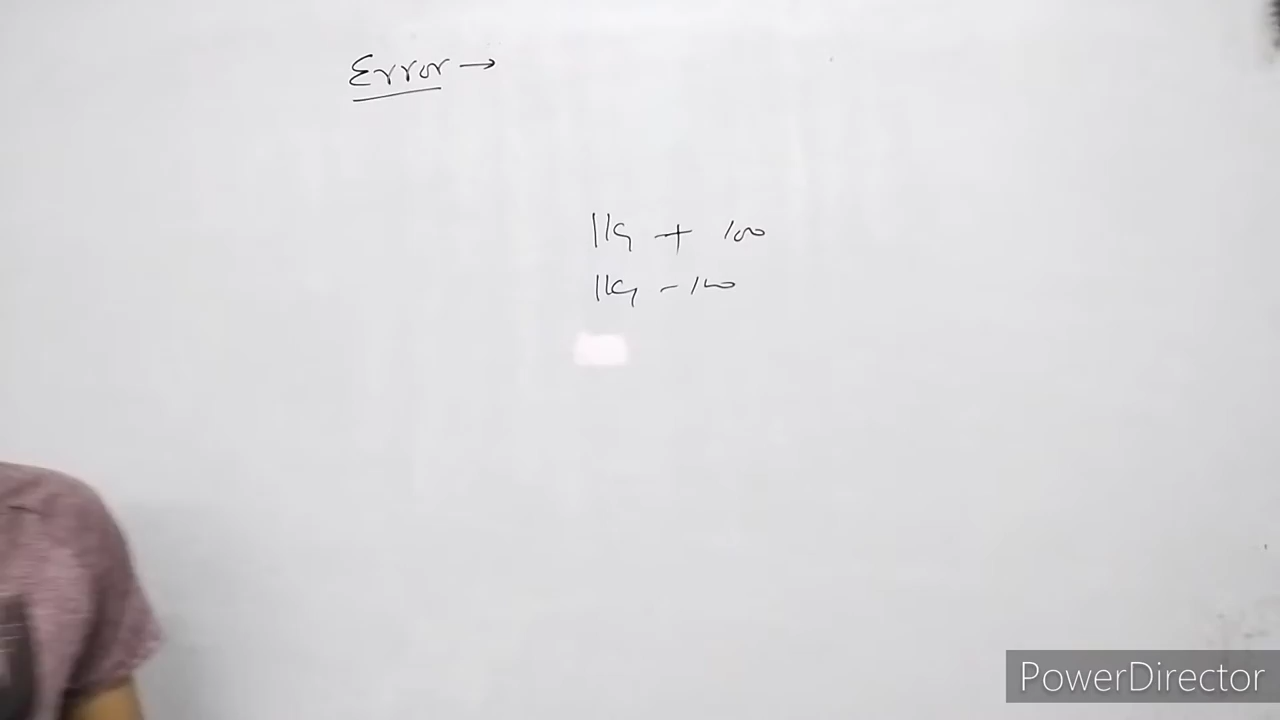 Error →
1kg + 100
1kg - 100
PowerDirector